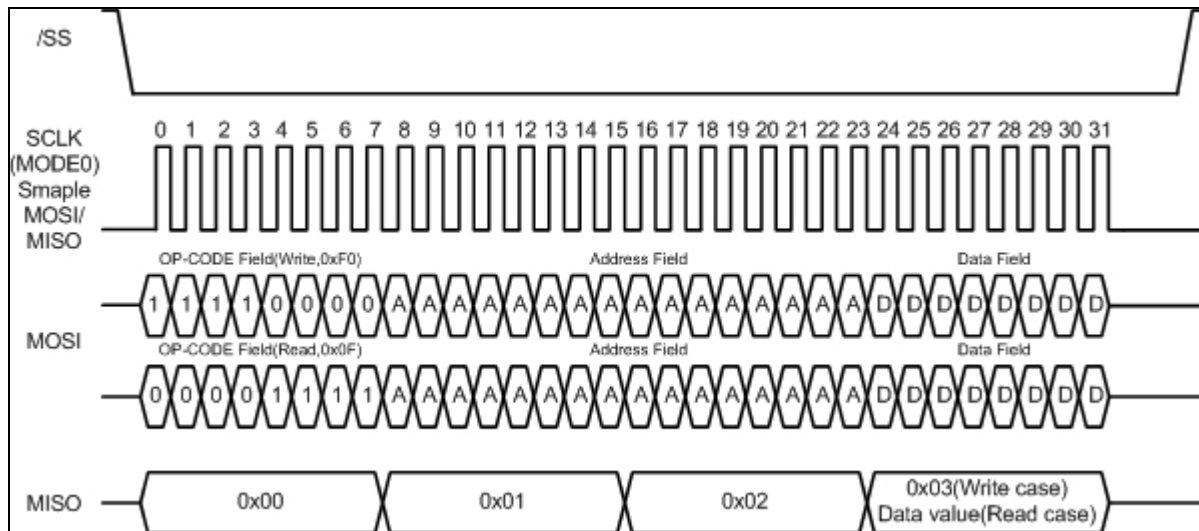 /SS
0 1 2 3 4 5 6 7 8 9 10 11 12 13 14 15 16 17 18 19 20 21 22 23 24 25 26 27 28 29 30 31
SCLK
(MODE0)
Smaple
MOSI/
MISO
OP-CODE Field(Write,0xF0) Address Field Data Field
1 1 1 1 0 0 0 0 A A A A A A A A A A A A A A A A D D D D D D D D
MOSI
OP-CODE Field(Read,0x0F) Address Field Data Field
0 0 0 0 1 1 1 1 A A A A A A A A A A A A A A A A D D D D D D D D
MISO 0x00 0x01 0x02 0x03(Write case)
Data value(Read case)